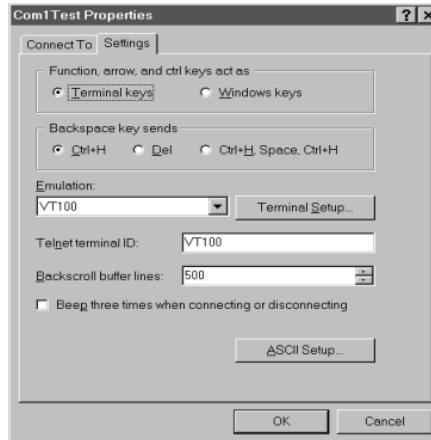 Com1Test Properties
Connect To Settings
Function, arrow, and ctrl keys act as
Terminal keys Windows keys
Backspace key sends
Ctrl+H Del Ctrl+H, Space, Ctrl+H
Emulation:
VT100 Terminal Setup...
Telnet terminal ID: VT100
Backscroll buffer lines: 500
Beep three times when connecting or disconnecting
ASCII Setup...
OK Cancel